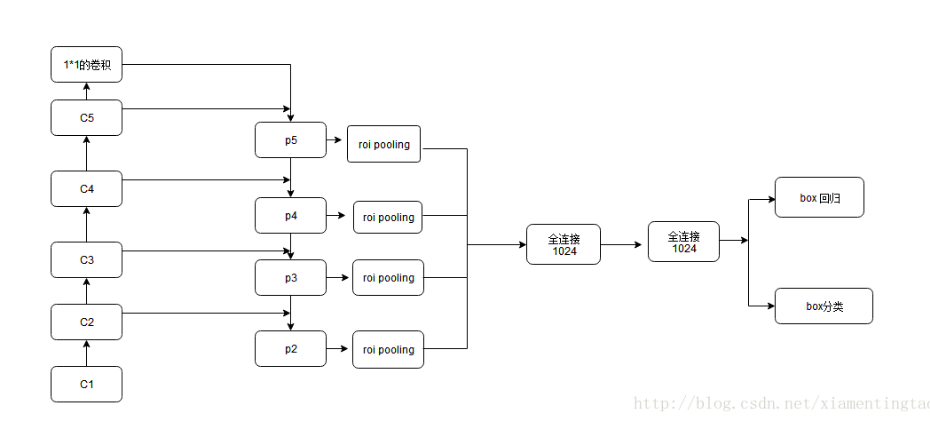 1*1的卷积
C5
C4
C3
C2
C1
p5
p4
p3
p2
roi pooling
roi pooling
roi pooling
roi pooling
全连接
1024
全连接
1024
box 回归
box分类
http://blog.csdn.net/xiamentingtao